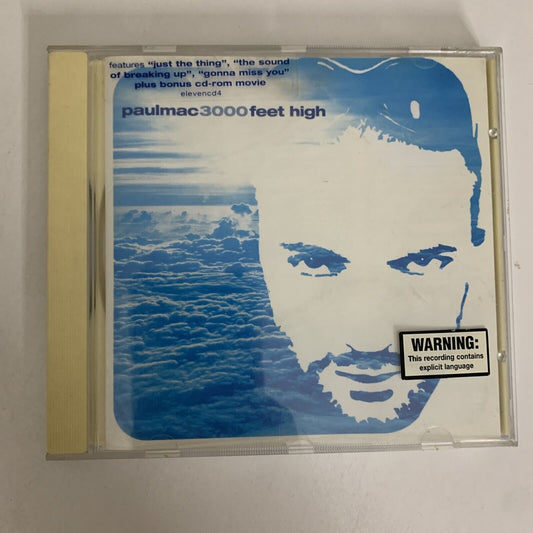 features “just the thing”, “the sound
of breaking up”, “gonna miss you”
plus bonus cd-rom movie
elevencd4
paulmac3000feet high
WARNING:
This recording contains
explicit language